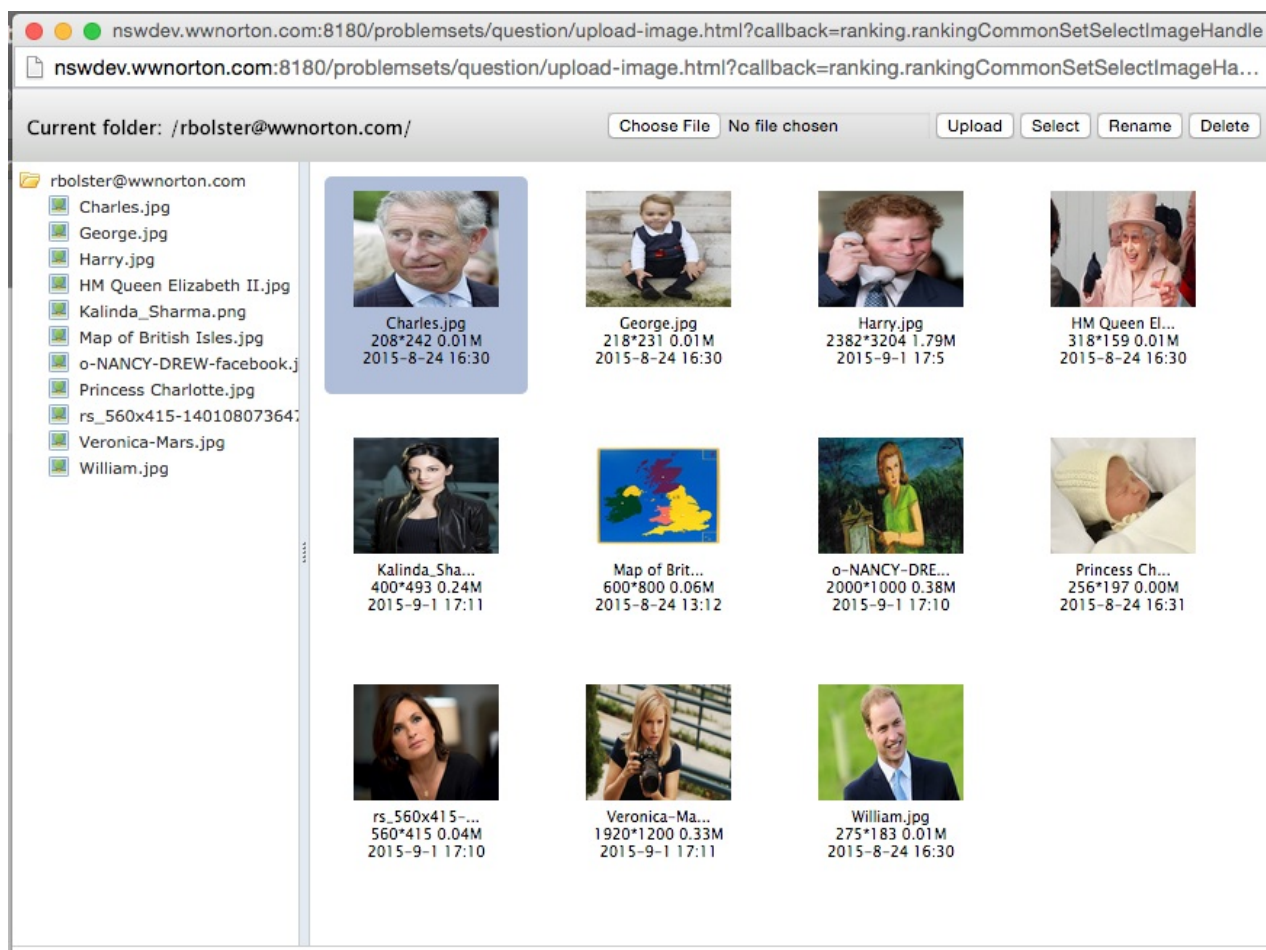 nswdev.wwnorton.com:8180/problemsets/question/upload-image.html?callback=ranking.rankingCommonSetSelectImageHandle
nswdev.wwnorton.com:8180/problemsets/question/upload-image.html?callback=ranking.rankingCommonSetSelectImageHa...
Current folder: /rbolster@wwnorton.com/ Choose File No file chosen Upload Select Rename Delete
rbolster@wwnorton.com
Charles.jpg
George.jpg
Harry.jpg
HM Queen Elizabeth II.jpg
Kalinda_Sharma.png
Map of British Isles.jpg
o-NANCY-DREW-facebook.j
Princess Charlotte.jpg
rs_560x415-14010807364
Veronica-Mars.jpg
William.jpg
Charles.jpg
208*242 0.01M
2015-8-24 16:30
George.jpg
218*231 0.01M
2015-8-24 16:30
Harry.jpg
2382*3204 1.79M
2015-9-1 17:5
HM Queen El...
318*159 0.01M
2015-8-24 16:30
Kalinda_Sha...
400*493 0.24M
2015-9-1 17:11
Map of Brit...
600*800 0.06M
2015-8-24 13:12
o-NANCY-DRE...
2000*1000 0.38M
2015-9-1 17:10
Princess Ch...
256*197 0.00M
2015-8-24 16:31
rs_560x415-...
560*415 0.04M
2015-9-1 17:10
Veronica-Ma...
1920*1200 0.33M
2015-9-1 17:11
William.jpg
275*183 0.01M
2015-8-24 16:30